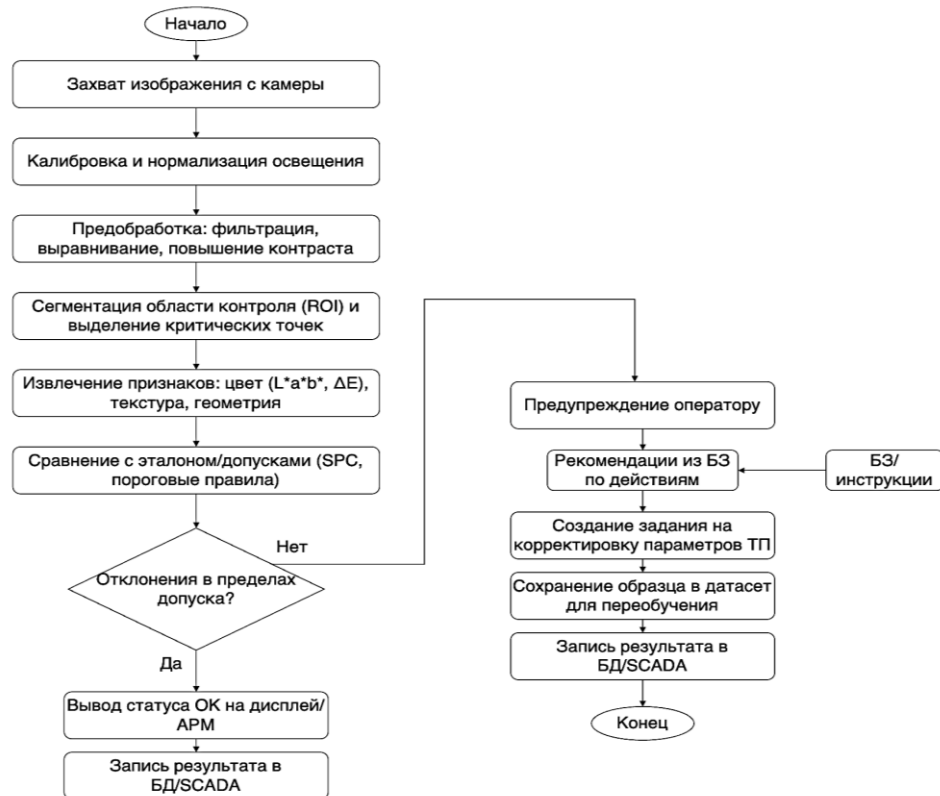 Начало
Захват изображения с камеры
Калибровка и нормализация освещения
Предобработка: фильтрация,
выравнивание, повышение контраста
Сегментация области контроля (ROI) и
выделение критических точек
Извлечение признаков: цвет (L*a*b*, ΔE),
текстура, геометрия
Сравнение с эталоном/допусками (SPC,
пороговые правила)
Отклонения в пределах
допуска?
Нет
Да
Вывод статуса ОК на дисплей/
АРМ
Запись результата в
БД/SCADA
Предупреждение оператору
Рекомендации из БЗ
по действиям
БЗ/
инструкции
Создание задания на
корректировку параметров ТП
Сохранение образца в датасет
для переобучения
Запись результата в
БД/SCADA
Конец